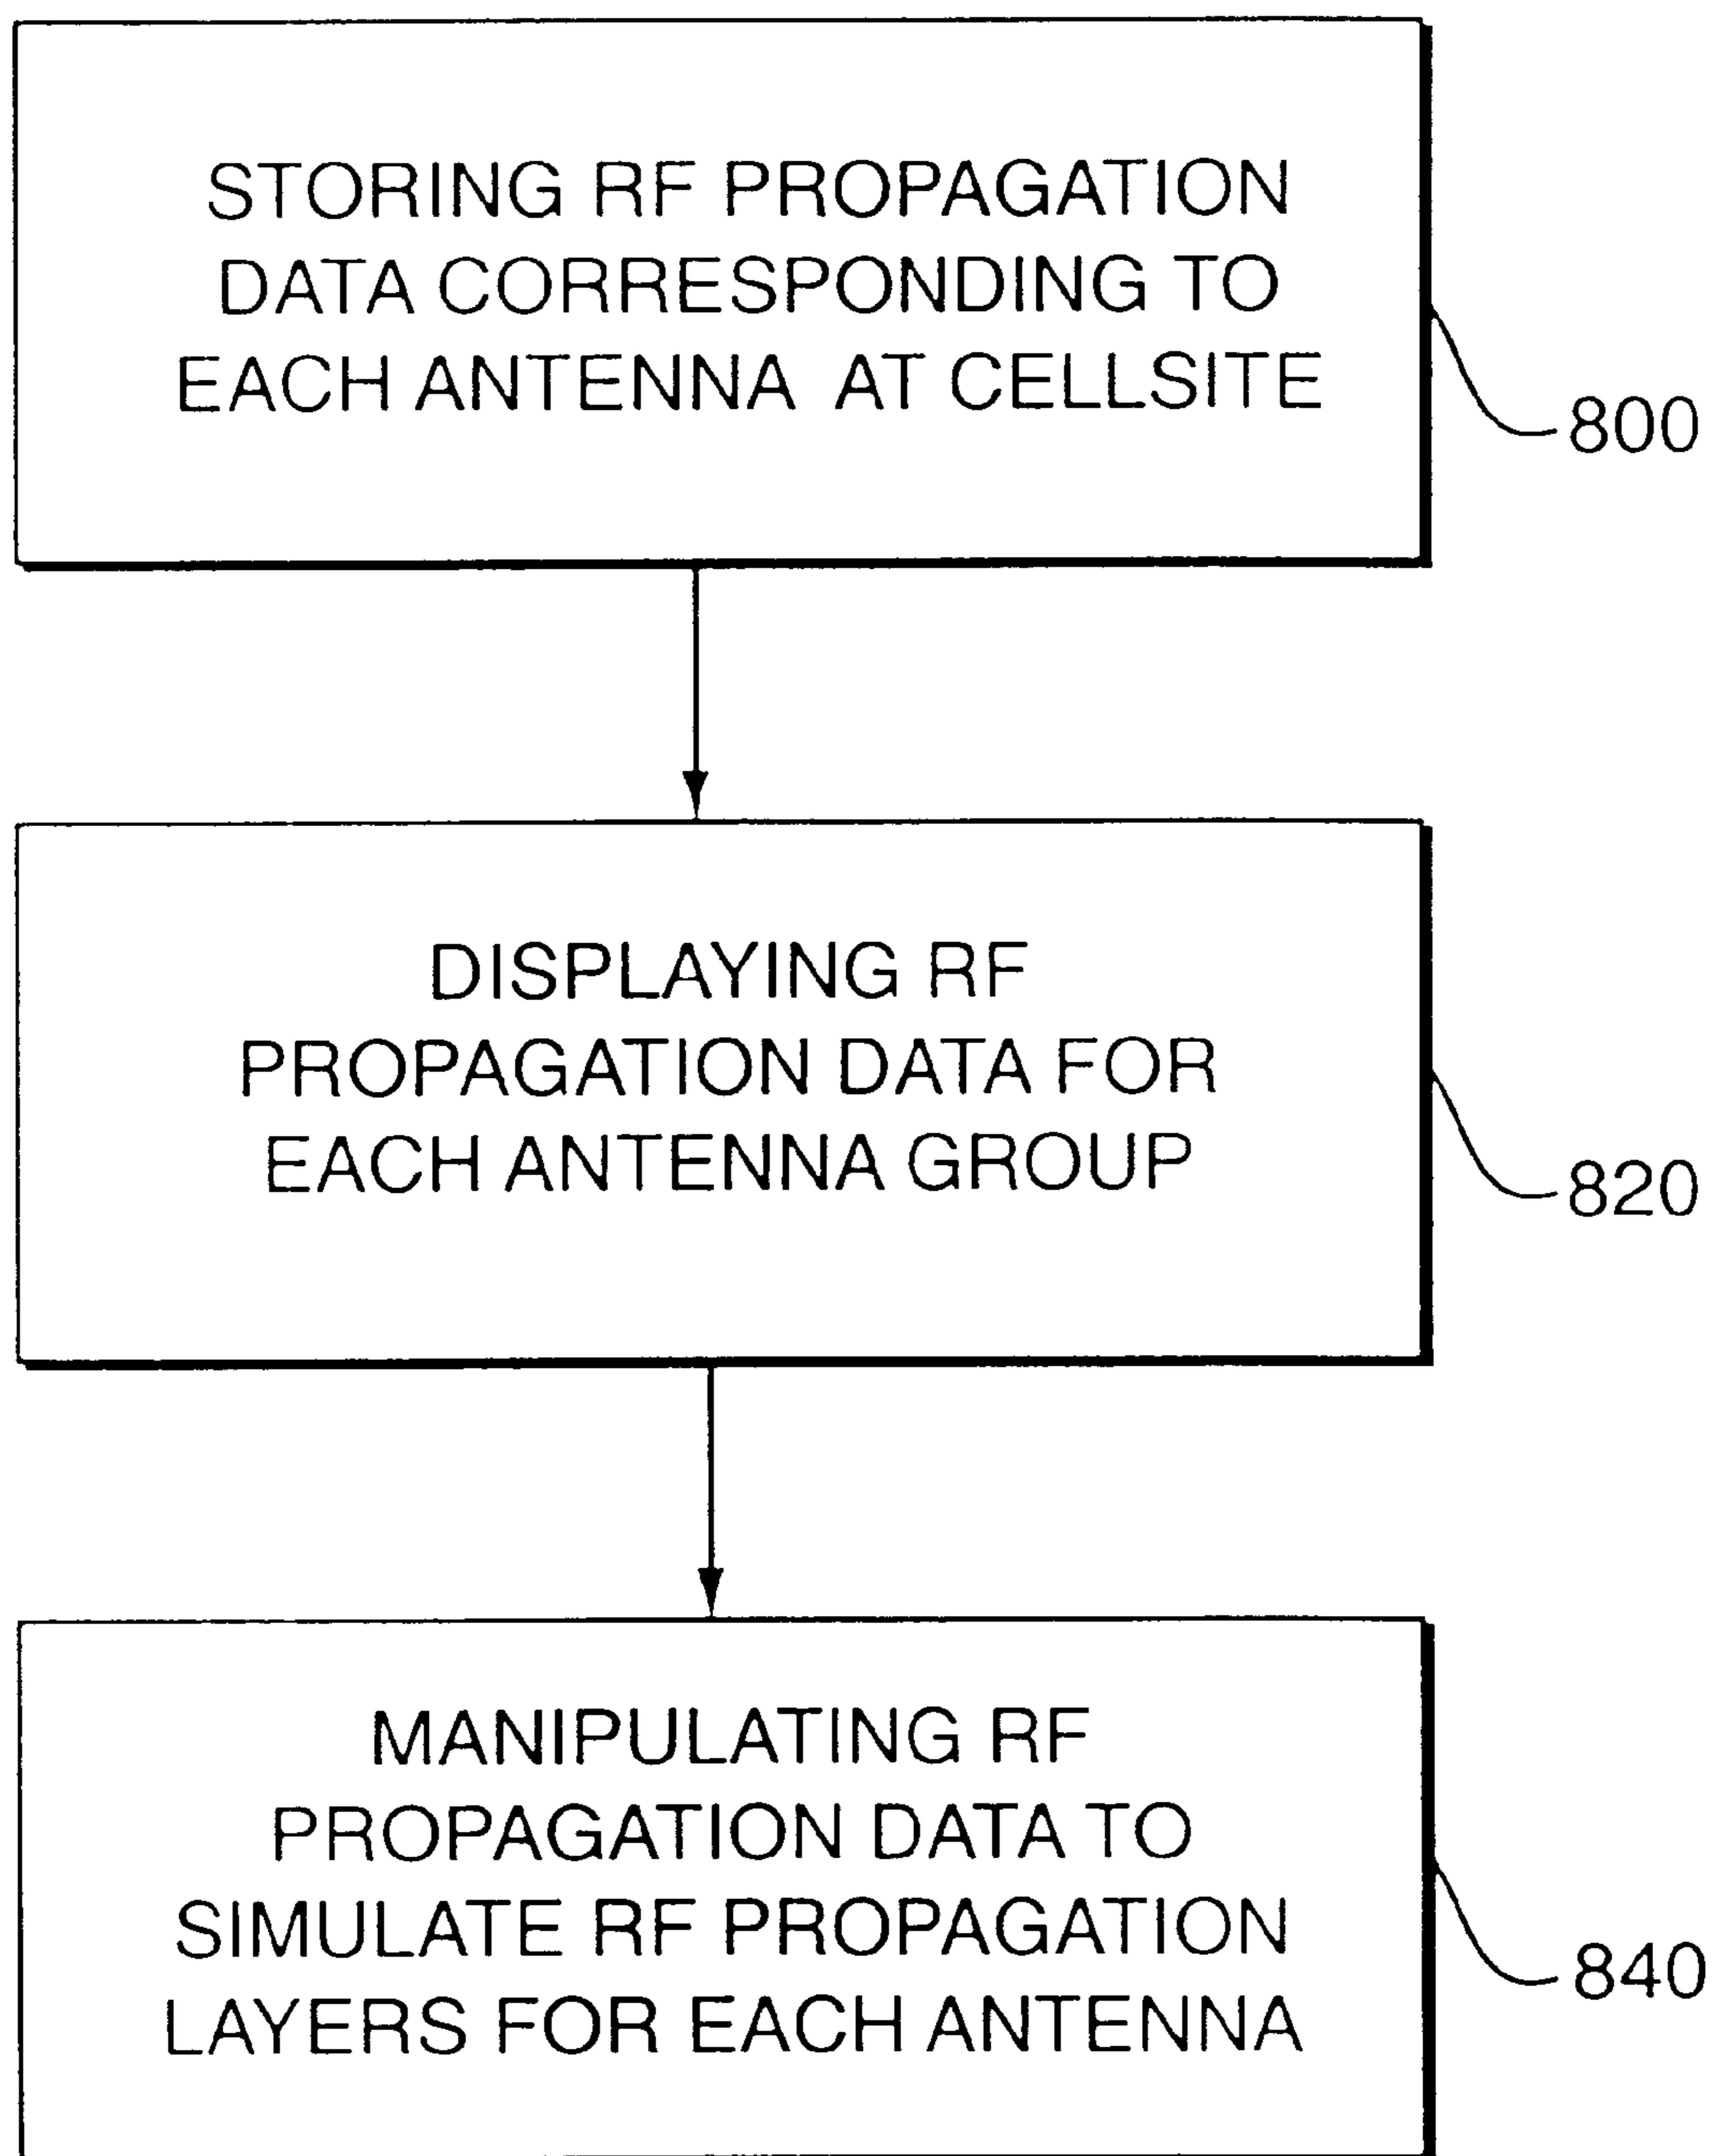 STORING RF PROPAGATION
DATA CORRESPONDING TO
EACH ANTENNA AT CELLSITE
800
DISPLAYING RF
PROPAGATION DATA FOR
EACH ANTENNA GROUP
820
MANIPULATING RF
PROPAGATION DATA TO
SIMULATE RF PROPAGATION
LAYERS FOR EACH ANTENNA
840